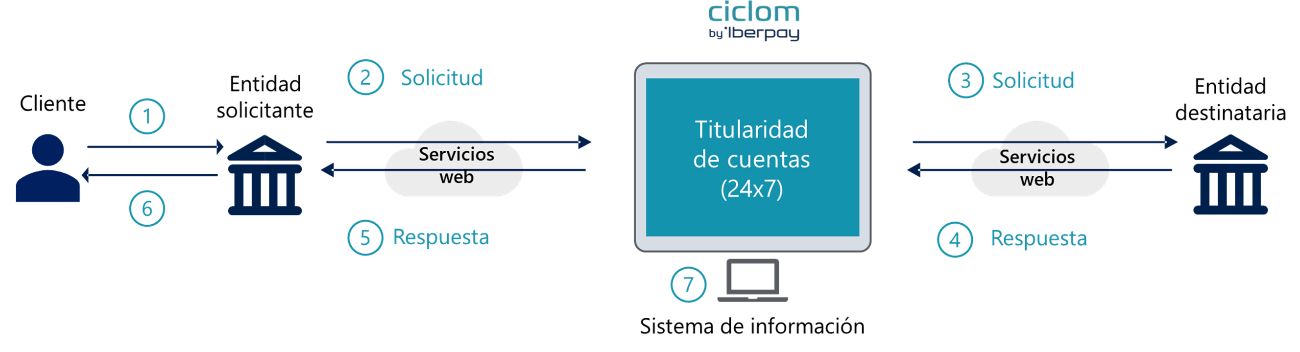 ciclom
by iberpay
Cliente
1
6
Entidad
solicitante
2 Solicitud
Servicios
web
5 Respuesta
Titularidad
de cuentas
(24x7)
7
Sistema de información
3 Solicitud
Servicios
web
4 Respuesta
Entidad
destinataria